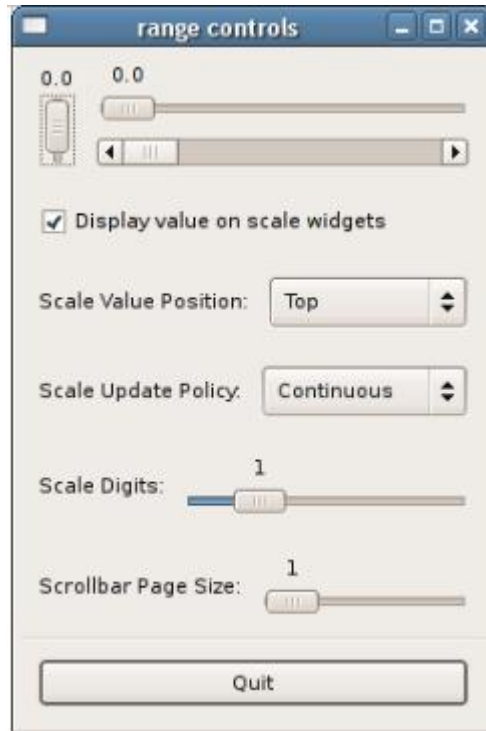 range controls
0.0 0.0
Display value on scale widgets
Scale Value Position: Top
Scale Update Policy: Continuous
1
Scale Digits:
1
Scrollbar Page Size:
Quit